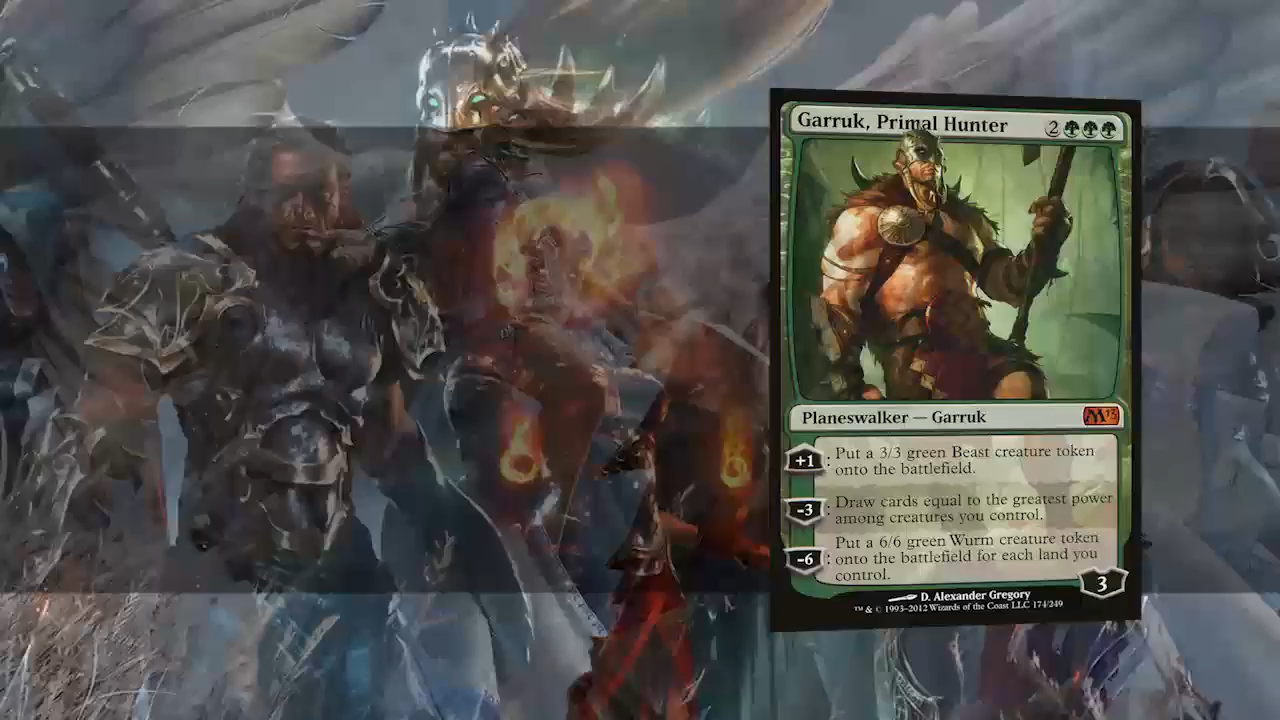 Garruk, Primal Hunter 2
Planeswalker — Garruk M13
+1: Put a 3/3 green Beast creature token
onto the battlefield.
-3: Draw cards equal to the greatest power
among creatures you control.
Put a 6/6 green Wurm creature token
-6: onto the battlefield for each land you
control.
3
D. Alexander Gregory
™ & © 1993–2012 Wizards of the Coast LLC 174/249